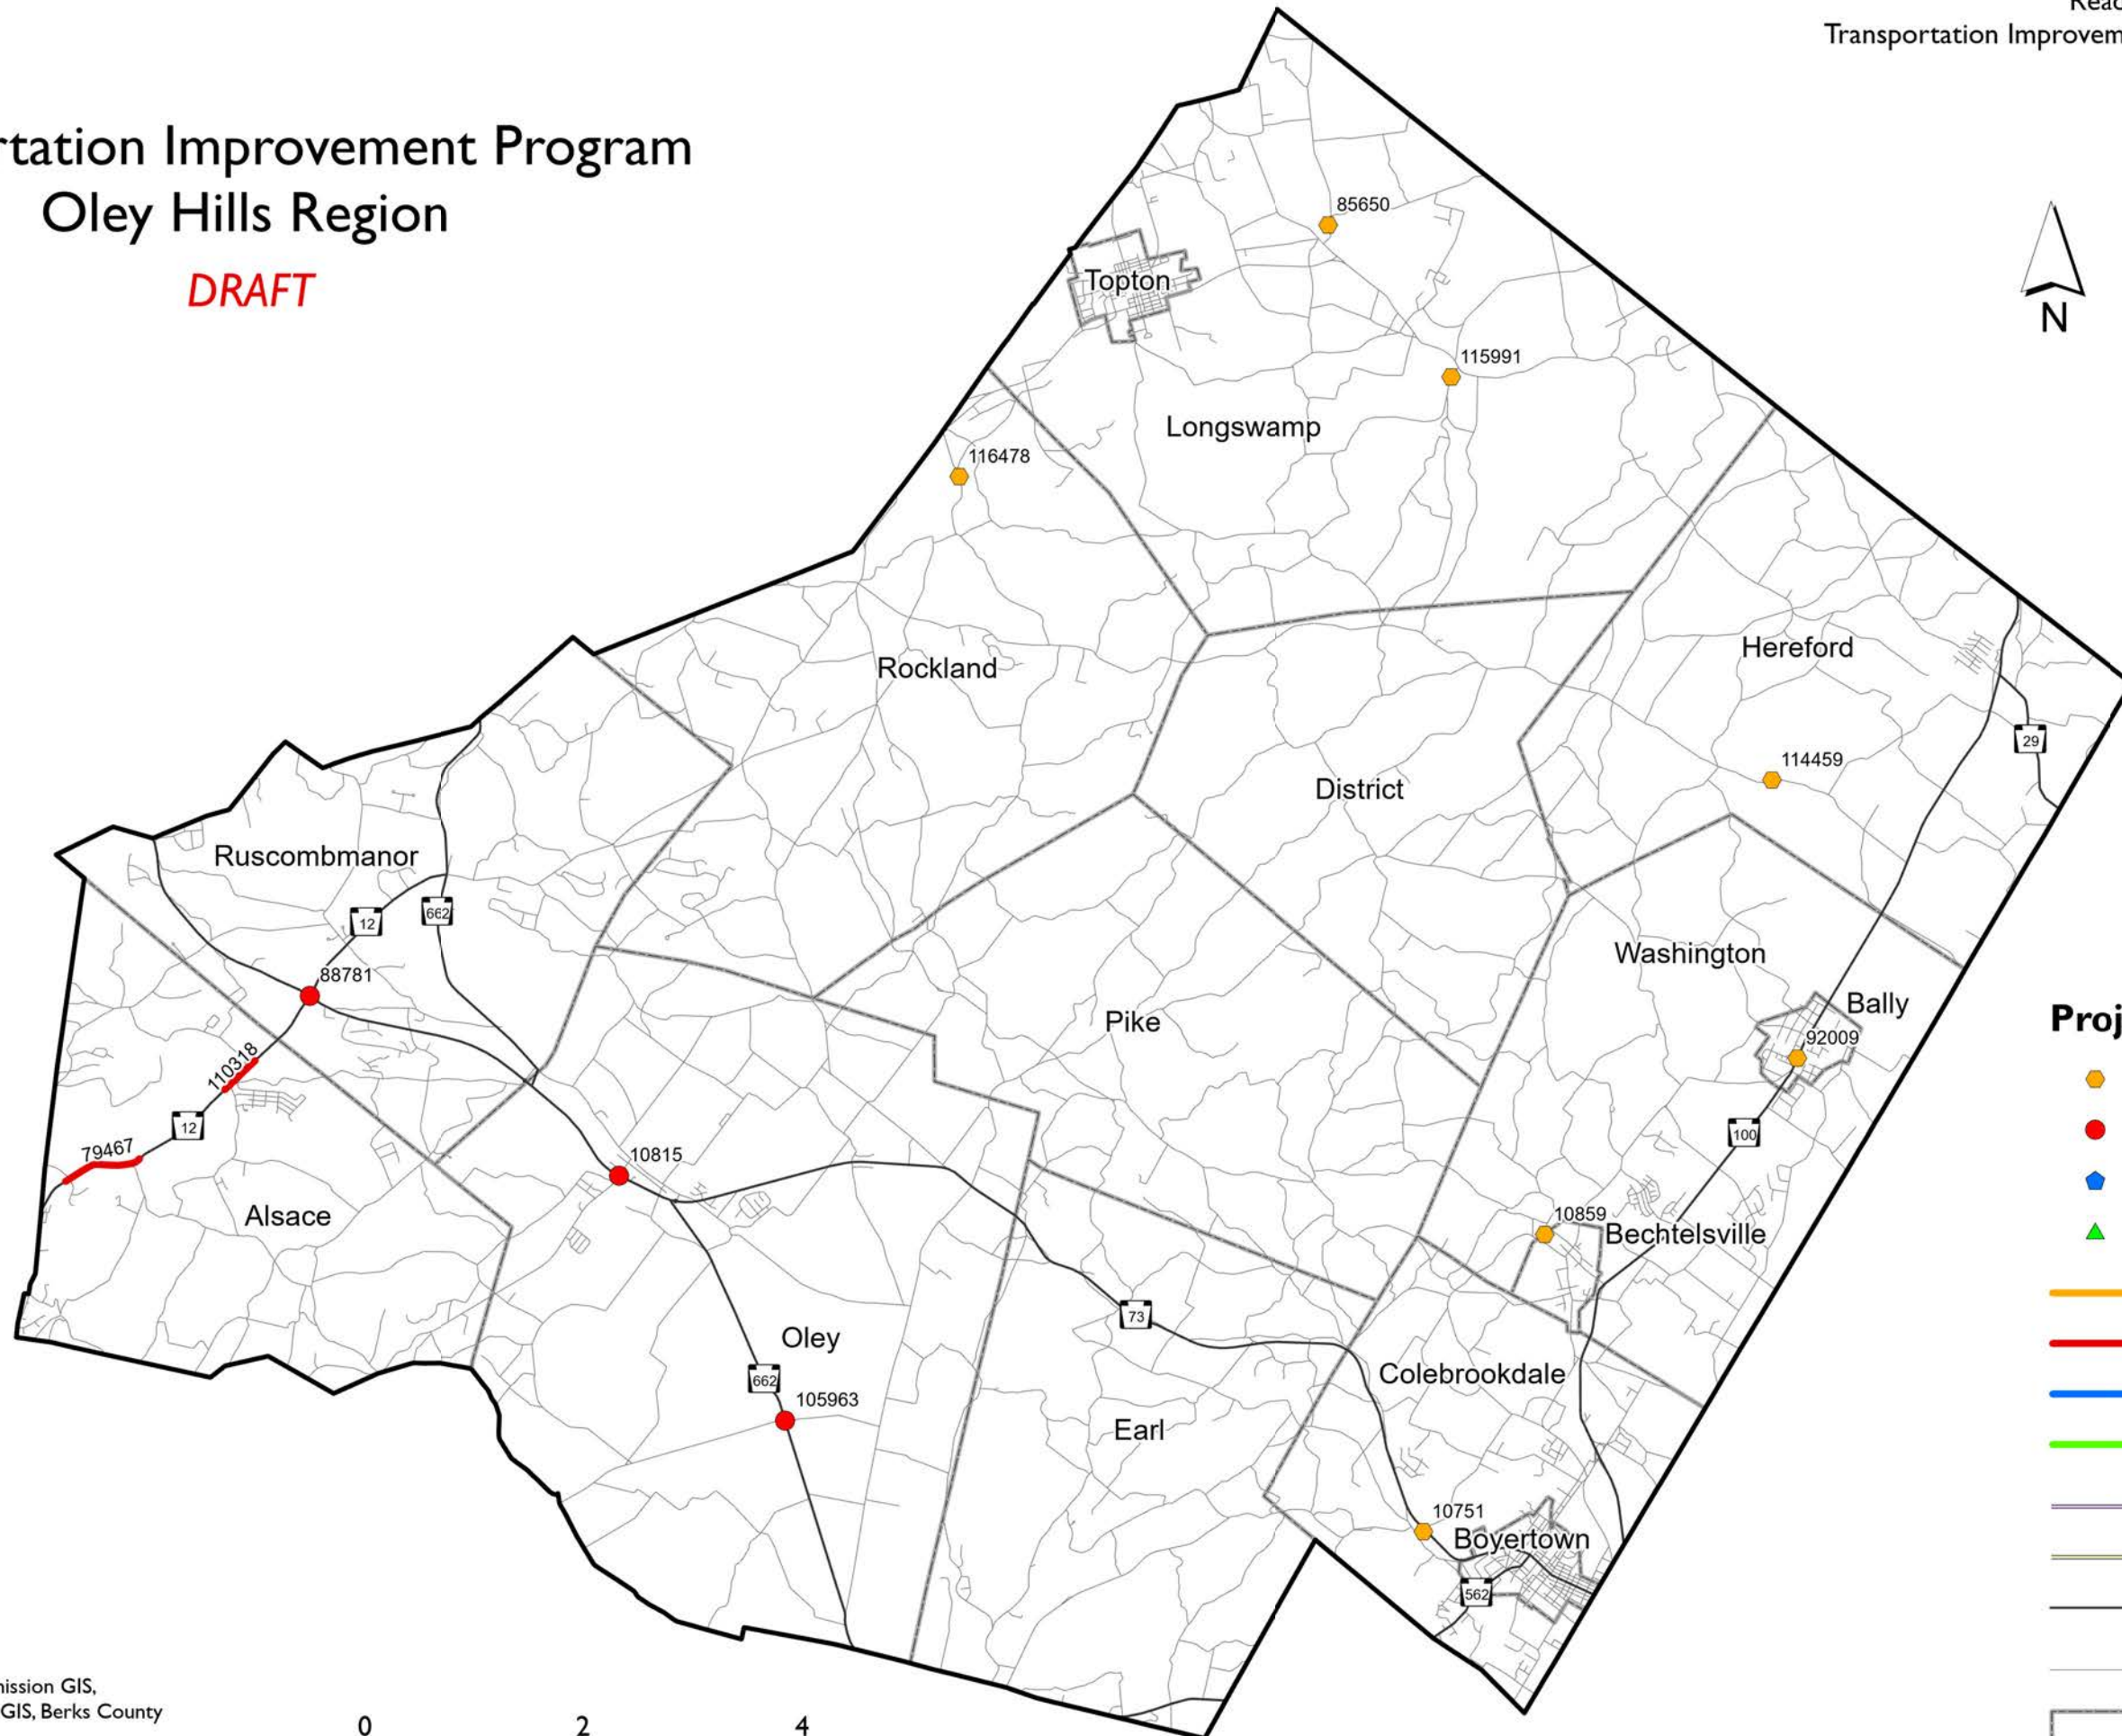 Transportation Improvem
rtation Improvement Program
Oley Hills Region
DRAFT
85650
Topton
N
115991
Longswamp
116478
Hereford
Rockland
29
114459
District
Ruscombmanor
662
12
Washington
88781
Bally
Proj
Pike
92009
110318
12
100
79467
10815
Alsace
10859
Bechtelsville
73
Oley
Colebrookdale
662
105963
Earl
10751
Boyertown
562
nission GIS,
GIS, Berks County
0 2 4